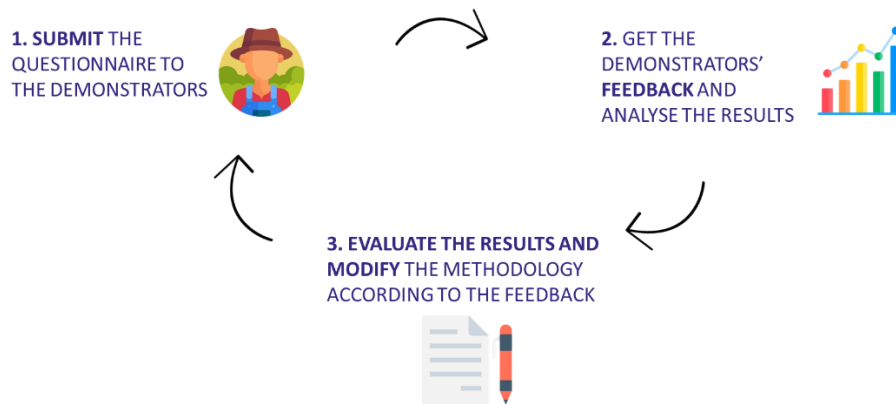 1. SUBMIT THE
QUESTIONNAIRE TO
THE DEMONSTRATORS
2. GET THE
DEMONSTRATORS'
FEEDBACK AND
ANALYSE THE RESULTS
3. EVALUATE THE RESULTS AND
MODIFY THE METHODOLOGY
ACCORDING TO THE FEEDBACK